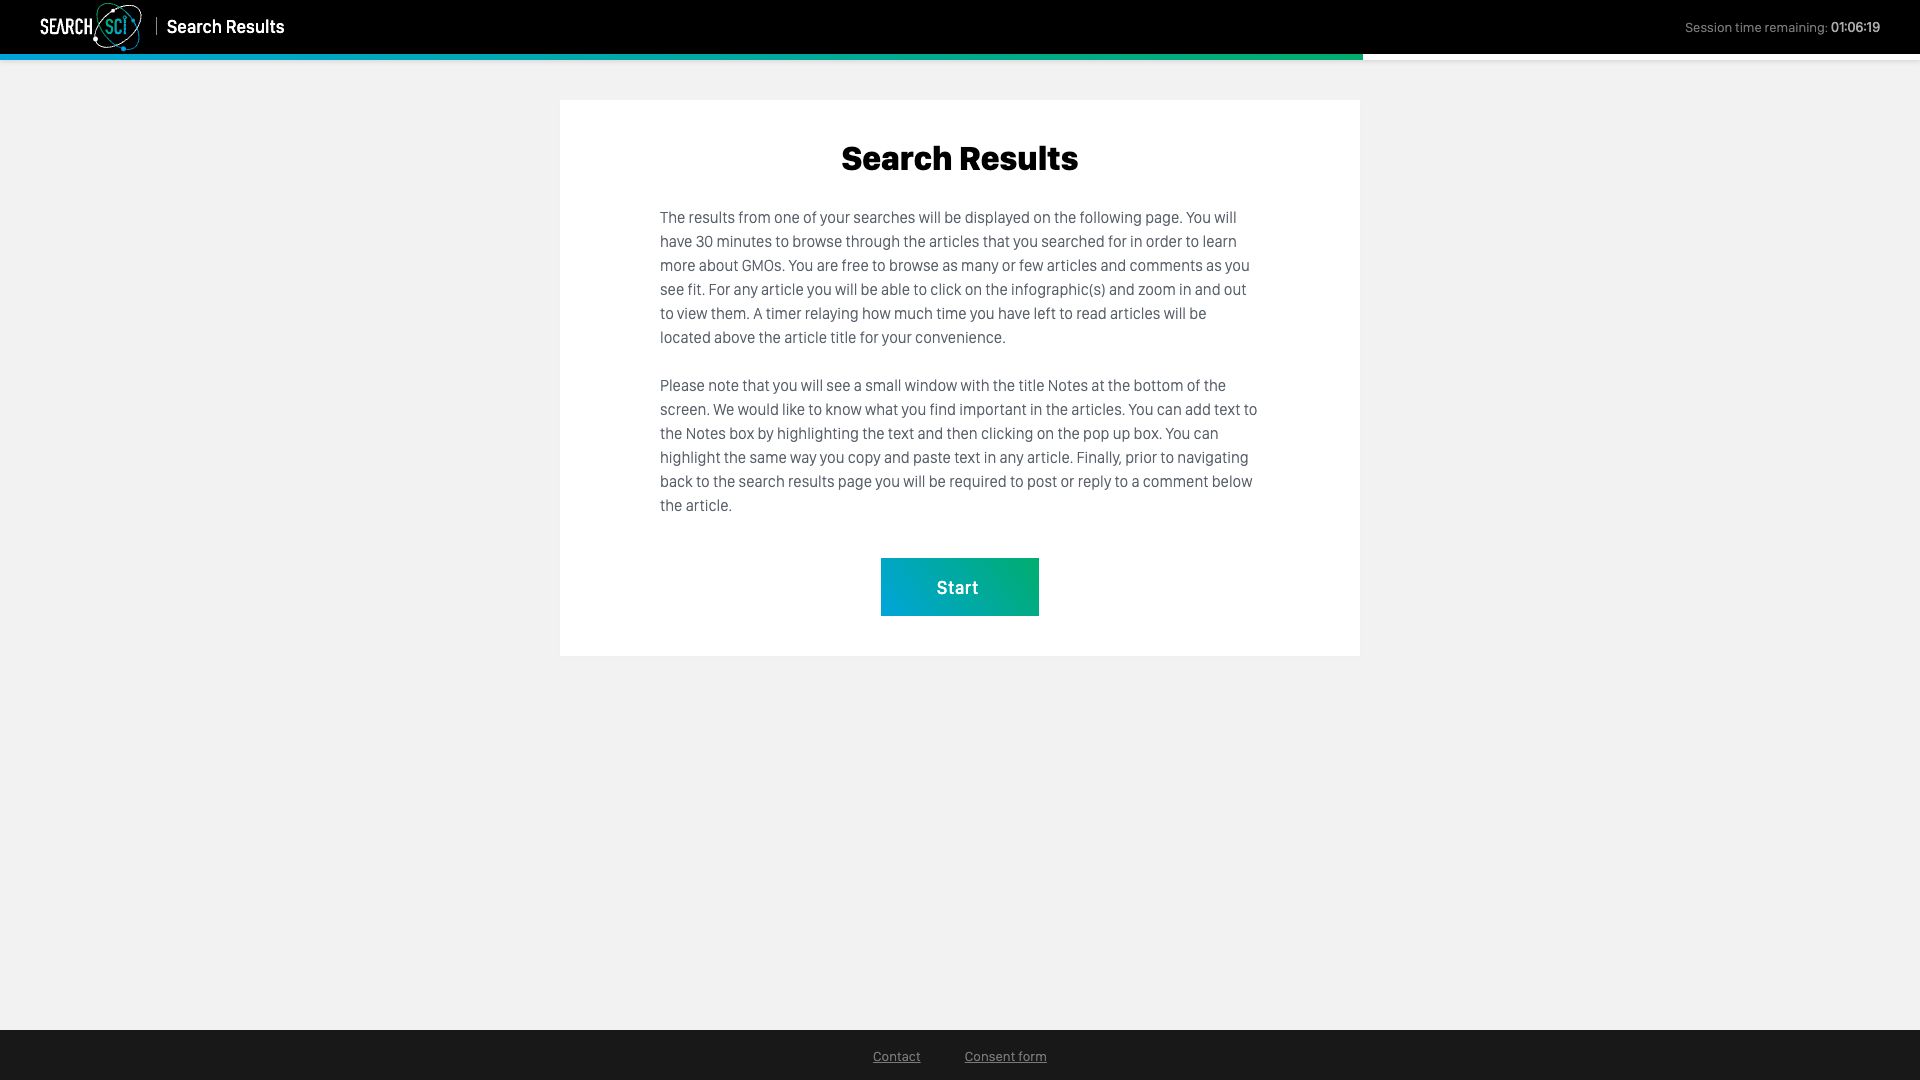 SEARCH SCI | Search Results
Session time remaining: 01:06:19
Search Results
The results from one of your searches will be displayed on the following page. You will
have 30 minutes to browse through the articles that you searched for in order to learn
more about GMOs. You are free to browse as many or few articles and comments as you
see fit. For any article you will be able to click on the infographic(s) and zoom in and out
to view them. A timer relaying how much time you have left to read articles will be
located above the article title for your convenience.
Please note that you will see a small window with the title Notes at the bottom of the
screen. We would like to know what you find important in the articles. You can add text to
the Notes box by highlighting the text and then clicking on the pop up box. You can
highlight the same way you copy and paste text in any article. Finally, prior to navigating
back to the search results page you will be required to post or reply to a comment below
the article.
Start
Contact Consent form